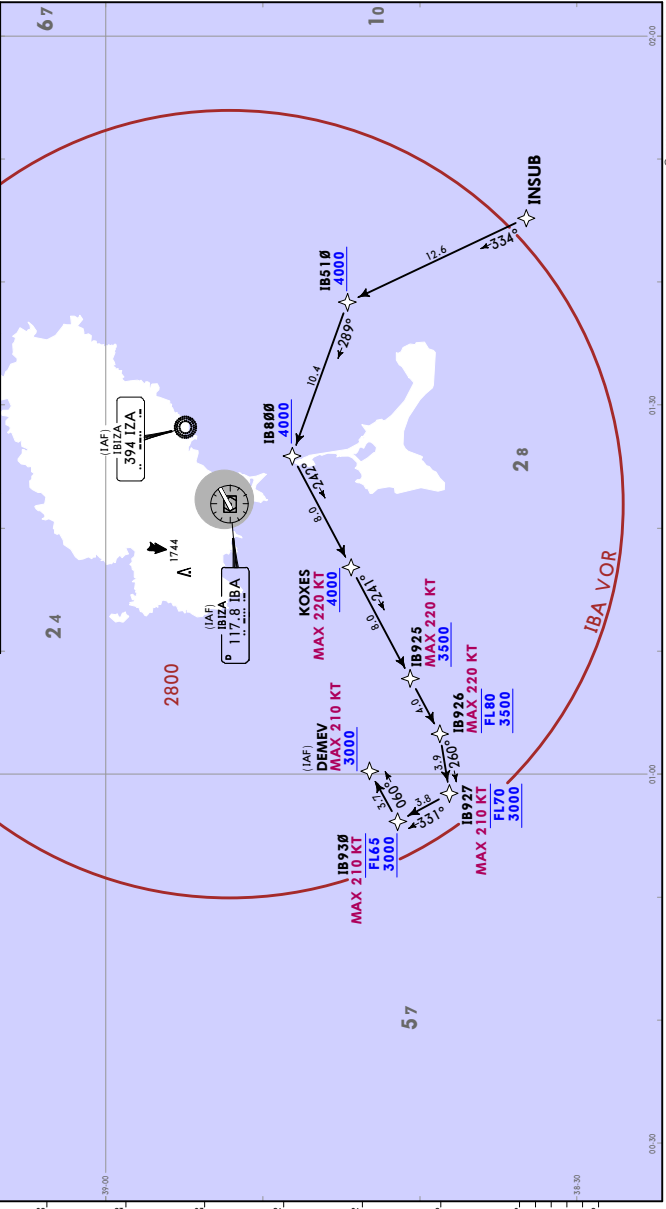 67
10
02-00
INSUB
334°
12.6
IB51Ø
4000
289°
10.4
IB8ØØ
4000
242°
8.0
(IAF)
IBIZA
394 IZA
28
1744
(IAF)
IBIZA
D 117.8 IBA
24
2800
01-30
KOXES
MAX 220 KT
4000
241°
8.0
IB925
MAX 220 KT
3500
4.0
IB926
MAX 220 KT
FL80
3500
IBA VOR
(IAF)
DEMEV
MAX 210 KT
3000
260°
3.9
IB927
MAX 210 KT
FL70
3000
331°
3.8
060°
3.7
IB93Ø
MAX 210 KT
FL65
3000
01-00
57
00-30
39-00
38-30